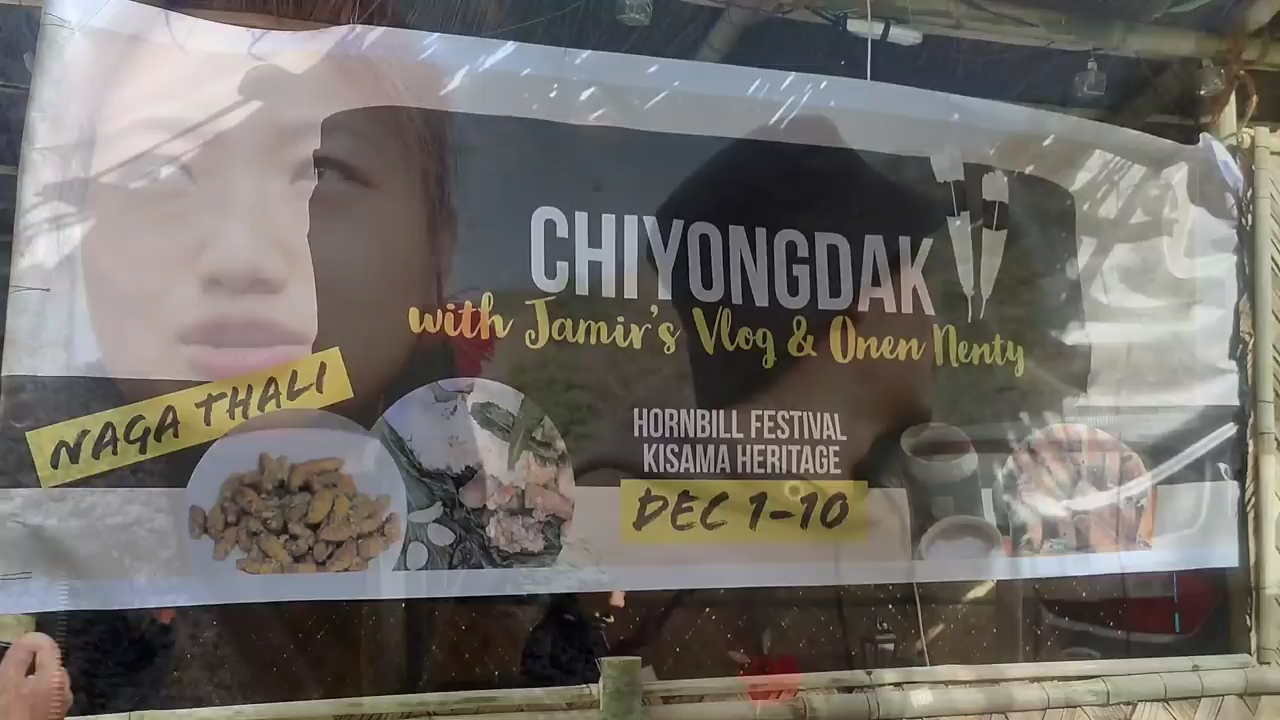 CHIYONGDAK
with Jamir's Vlog & Onen Nenty
NAGA THALI
HORNBILL FESTIVAL
KISAMA HERITAGE
DEC 1-10